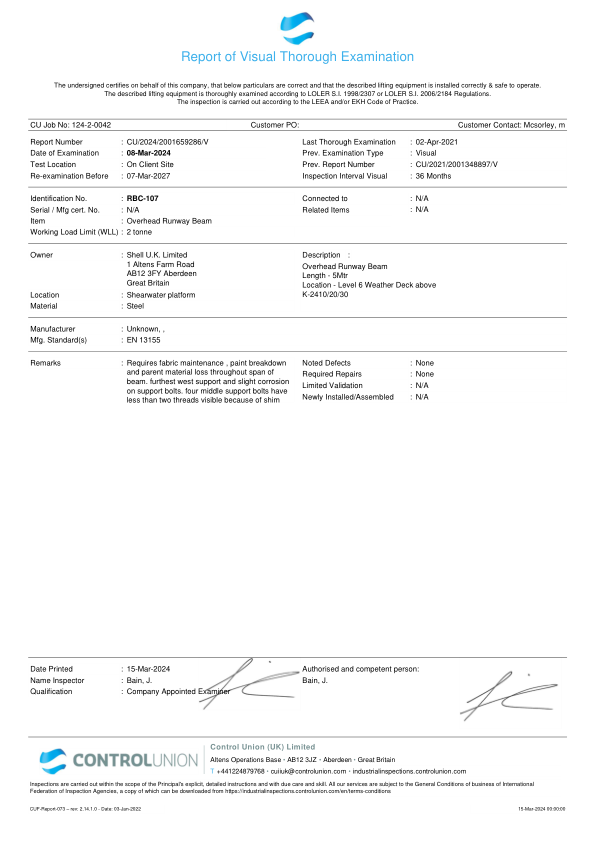 Report of Visual Thorough Examination
The undersigned certifies on behalf of this company, that below particulars are correct and that the described lifting equipment is installed correctly & safe to operate.
The described lifting equipment is thoroughly examined according to LOLER S.I. 1998/2307 or LOLER S.I. 2006/2184 Regulations.
The inspection is carried out according to the LEEA and/or EKH Code of Practice.
CU Job No: 124-2-0042 Customer PO: Customer Contact: Mcsorley, m
Report Number : CU/2024/2001659286/V Last Thorough Examination : 02-Apr-2021
Date of Examination : 08-Mar-2024 Prev. Examination Type : Visual
Test Location : On Client Site Prev. Report Number : CU/2021/2001348897/V
Re-examination Before : 07-Mar-2027 Inspection Interval Visual : 36 Months
Identification No. : RBC-107 Connected to : N/A
Serial / Mfg cert. No. : N/A Related Items : N/A
Item : Overhead Runway Beam
Working Load Limit (WLL) : 2 tonne
Owner : Shell U.K. Limited Description :
1 Altens Farm Road Overhead Runway Beam
AB12 3FY Aberdeen Length - 5Mtr
Great Britain Location - Level 6 Weather Deck above
Location : Shearwater platform K-2410/20/30
Material : Steel
Manufacturer : Unknown, ,
Mfg. Standard(s) : EN 13155
Remarks : Requires fabric maintenance , paint breakdown Noted Defects : None
and parent material loss throughout span of Required Repairs : None
beam. furthest west support and slight corrosion Limited Validation : N/A
on support bolts. four middle support bolts have Newly Installed/Assembled : N/A
less than two threads visible because of shim
Date Printed : 15-Mar-2024 Authorised and competent person:
Name Inspector : Bain, J. Bain, J.
Qualification : Company Appointed Examiner
CONTROLUNION
Control Union (UK) Limited
Altens Operations Base · AB12 3JZ · Aberdeen · Great Britain
T +441224879768 · cuiiuk@controlunion.com · industrialinspections.controlunion.com
Inspections are carried out within the scope of the Principal's explicit, detailed instructions and with due care and skill. All our services are subject to the General Conditions of business of International
Federation of Inspection Agencies, a copy of which can be downloaded from https://industrialinspections.controlunion.com/en/terms-conditions
CUF-Report-073 – rev: 2.14.1.0 - Date: 03-Jun-2022 15-Mar-2024 00:00:00